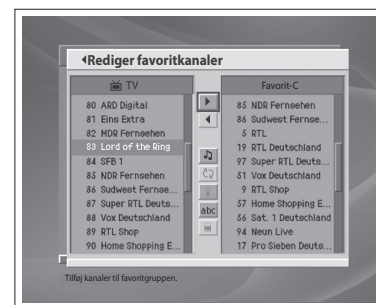 Rediger favoritkanaler
TV
80 ARD Digital
81 Eins Extra
82 MDR Fernsehen
83 Lord of the Ring
84 SFB 1
85 NDR Fernsehen
86 Sudwest Fernse...
87 Super RTL Deuts...
88 Vox Deutschland
89 RTL Shop
90 Home Shopping E...
abc
Favorit-C
85 NDR Fernsehen
86 Sudwest Fernse...
5 RTL
19 RTL Deutschland
97 Super RTL Deuts...
51 Vox Deutschland
9 RTL Shop
57 Home Shopping E...
56 Sat. 1 Deutschland
94 Neun Live
17 Pro Sieben Deuts...
Tilføj kanaler til favoritgruppen.